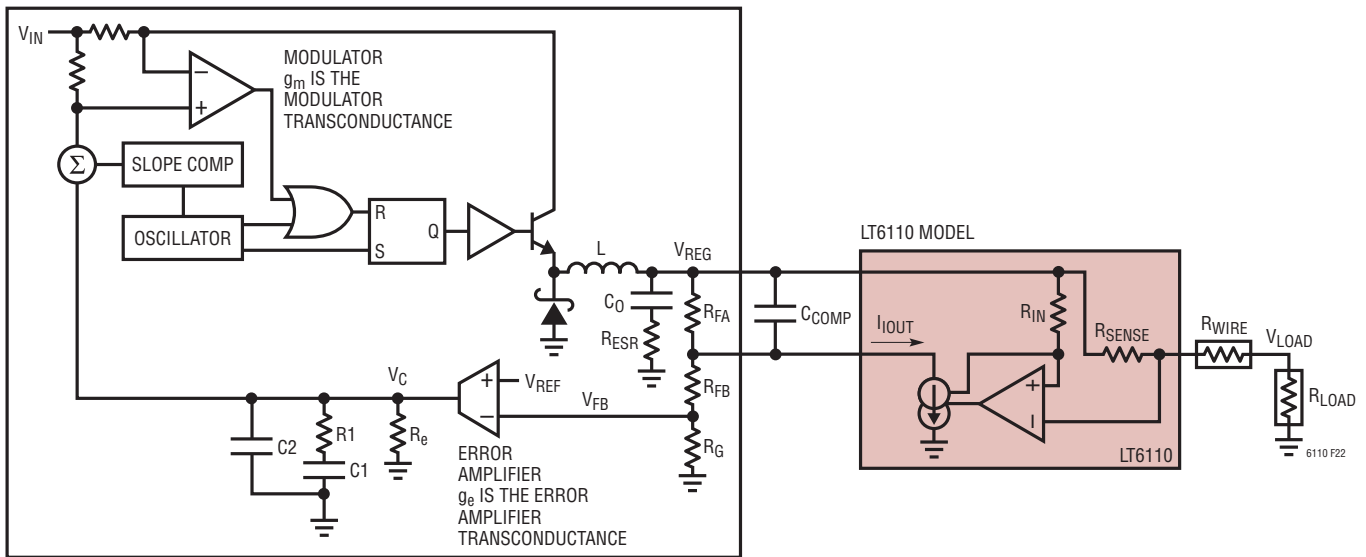 V_IN
MODULATOR
g_m IS THE
MODULATOR
TRANSCONDUCTANCE
−
+
Σ
SLOPE COMP
OSCILLATOR
R
S
Q
L
V_REG
C_O
R_ESR
R_FA
C_COMP
LT6110 MODEL
I_IOUT
R_IN
R_SENSE
R_WIRE
V_LOAD
R_LOAD
+
–
LT6110
6110 F22
V_C
+
−
V_REF
V_FB
R_FB
R_G
C2
R1
C1
R_e
ERROR
AMPLIFIER
g_e IS THE ERROR
AMPLIFIER
TRANSCONDUCTANCE